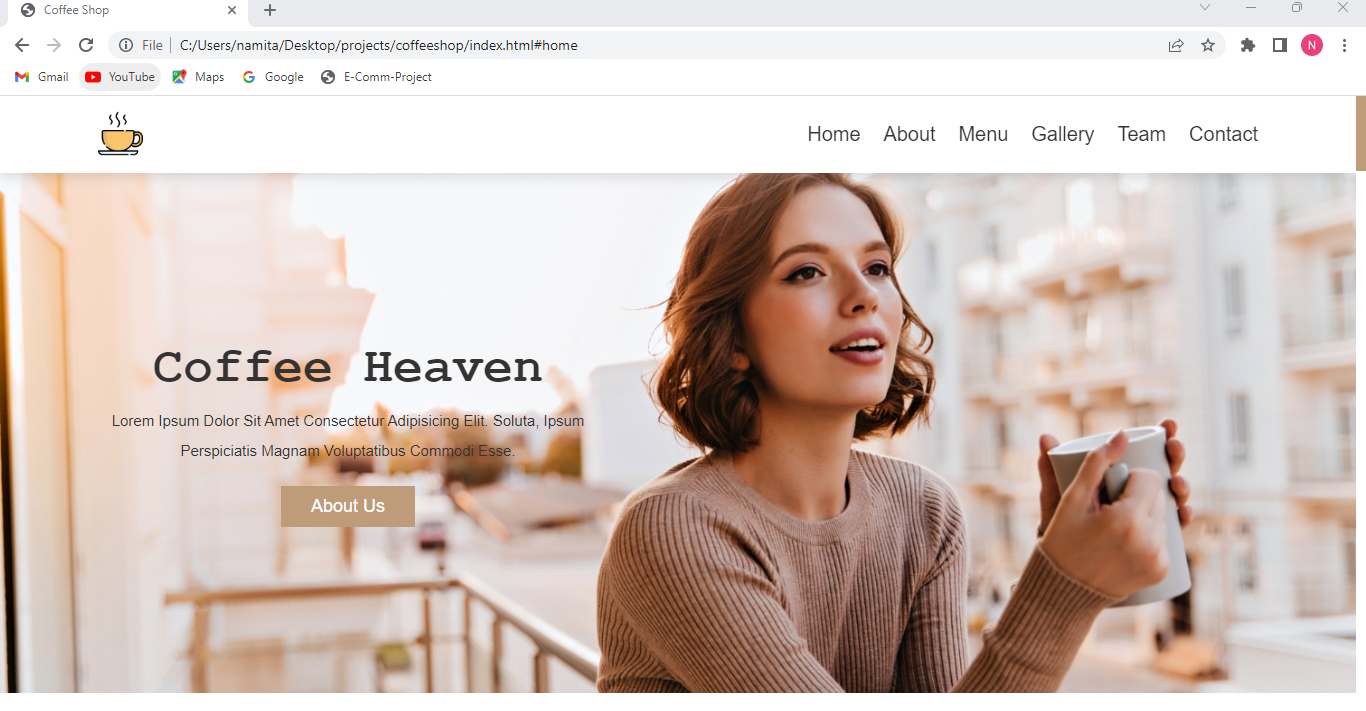 Coffee Shop
File C:/Users/namita/Desktop/projects/coffeeshop/index.html#home
N
Gmail YouTube Maps Google E-Comm-Project
Home About Menu Gallery Team Contact
Coffee Heaven
Lorem Ipsum Dolor Sit Amet Consectetur Adipisicing Elit. Soluta, Ipsum
Perspiciatis Magnam Voluptatibus Commodi Esse.
About Us